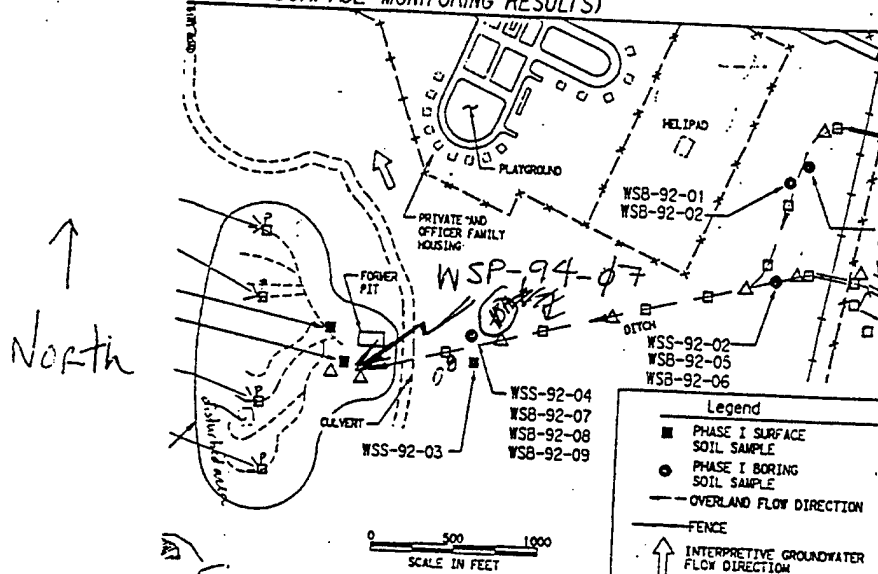 MONITORING RESULTS)
HELIPAD
PLAYGROUND
WSB-92-01
WSB-92-02
PRIVATE AND
OFFICER FAMILY
HOUSING
P
FORMER
PIT
WSP-94-07
North
DITCH
WSS-92-02
WSB-92-05
WSB-92-06
WSS-92-04
WSB-92-07
WSB-92-08
WSB-92-09
P
disturbed area
CULVERT
WSS-92-03
P
Legend
PHASE I SURFACE
SOIL SAMPLE
PHASE I BORING
SOIL SAMPLE
OVERLAND FLOW DIRECTION
FENCE
INTERPRETIVE GROUNDWATER
FLOW DIRECTION
0 500 1000
SCALE IN FEET